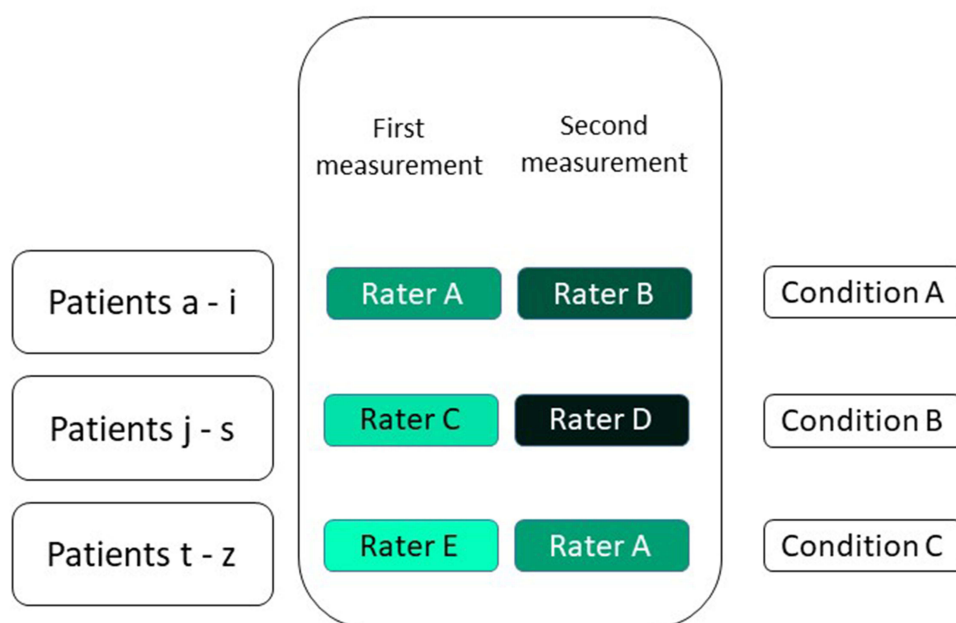 First
measurement
Second
measurement
Patients a - i
Rater A
Rater B
Condition A
Patients j - s
Rater C
Rater D
Condition B
Patients t - z
Rater E
Rater A
Condition C